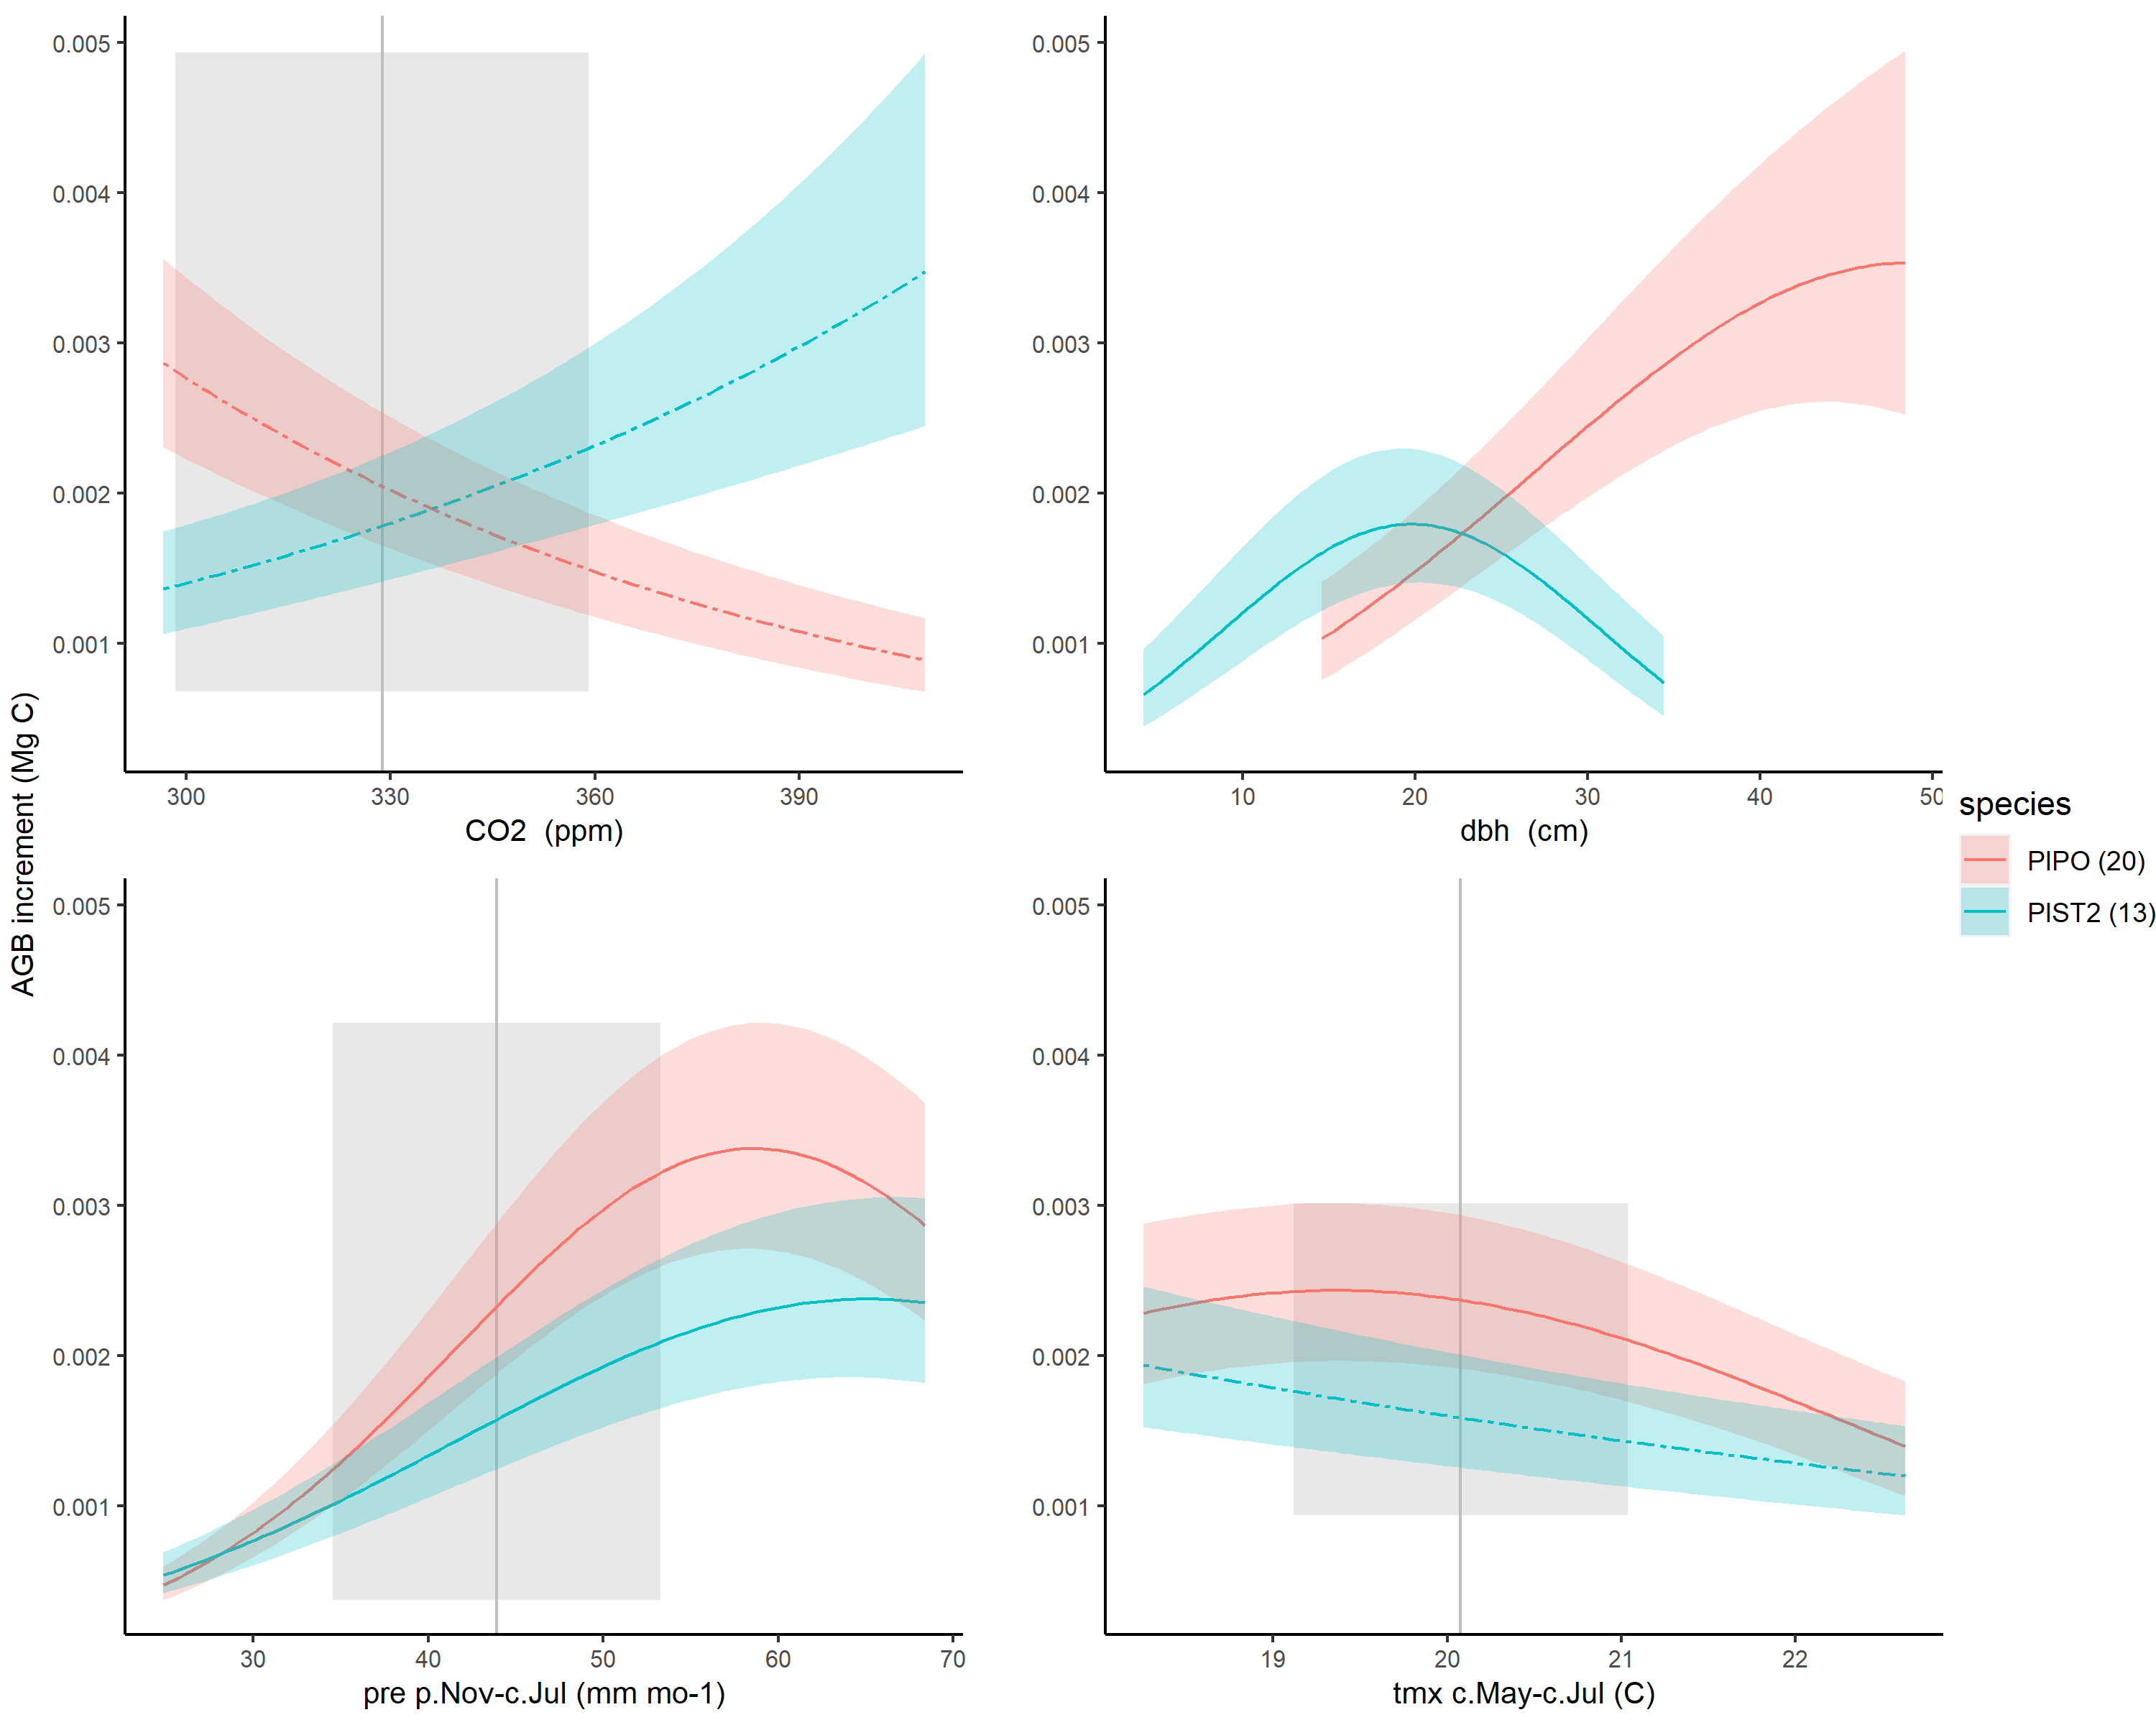 AGB increment (Mg C)
0.005
0.004
0.003
0.002
0.001
300 330 360 390
CO2 (ppm)
0.005
0.004
0.003
0.002
0.001
10 20 30 40 50
dbh (cm)
0.005
0.004
0.003
0.002
0.001
30 40 50 60 70
pre p.Nov-c.Jul (mm mo-1)
0.005
0.004
0.003
0.002
0.001
19 20 21 22
tmx c.May-c.Jul (C)
species
PIPO (20)
PIST2 (13)